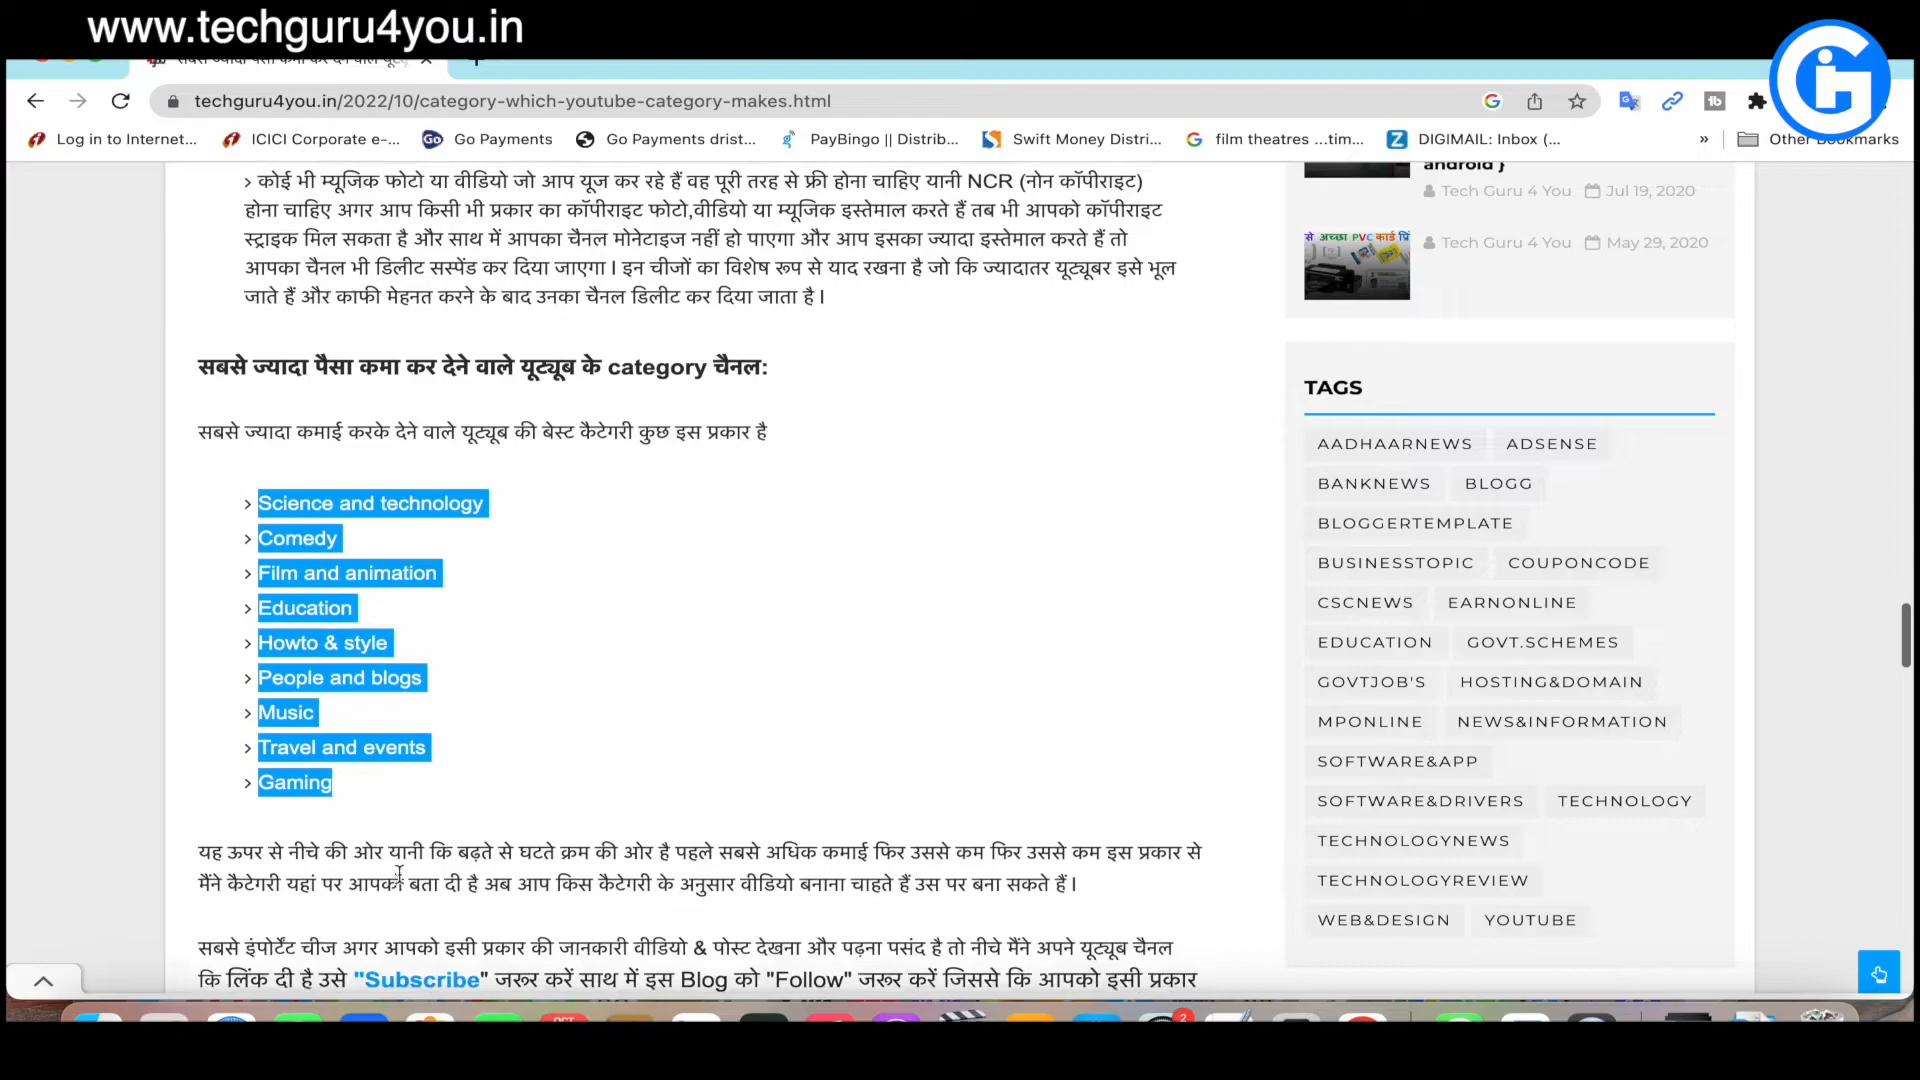 www.techguru4you.in
सबसे ज्यादा पैसा कमा कर देने वाले यूट्यूब
techguru4you.in/2022/10/category-which-youtube-category-makes.html
Log in to Internet... ICICI Corporate e-... Go Payments Go Payments drist... PayBingo || Distrib... Swift Money Distri... film theatres ...tim... DIGIMAIL: Inbox (... » Other Bookmarks
› कोई भी म्यूजिक फोटो या वीडियो जो आप यूज कर रहे हैं वह पूरी तरह से फ्री होना चाहिए यानी NCR (नोन कॉपीराइट)
होना चाहिए अगर आप किसी भी प्रकार का कॉपीराइट फोटो,वीडियो या म्यूजिक इस्तेमाल करते हैं तब भी आपको कॉपीराइट
स्ट्राइक मिल सकता है और साथ में आपका चैनल मोनेटाइज नहीं हो पाएगा और आप इसका ज्यादा इस्तेमाल करते हैं तो
आपका चैनल भी डिलीट सस्पेंड कर दिया जाएगा I इन चीजों का विशेष रूप से याद रखना है जो कि ज्यादातर यूट्यूबर इसे भूल
जाते हैं और काफी मेहनत करने के बाद उनका चैनल डिलीट कर दिया जाता है I
सबसे ज्यादा पैसा कमा कर देने वाले यूट्यूब के category चैनल:
सबसे ज्यादा कमाई करके देने वाले यूट्यूब की बेस्ट कैटेगरी कुछ इस प्रकार है
› Science and technology
› Comedy
› Film and animation
› Education
› Howto & style
› People and blogs
› Music
› Travel and events
› Gaming
यह ऊपर से नीचे की ओर यानी कि बढ़ते से घटते क्रम की ओर है पहले सबसे अधिक कमाई फिर उससे कम फिर उससे कम इस प्रकार से
मैंने कैटेगरी यहां पर आपको बता दी है अब आप किस कैटेगरी के अनुसार वीडियो बनाना चाहते हैं उस पर बना सकते हैं I
सबसे इंपोर्टेंट चीज अगर आपको इसी प्रकार की जानकारी वीडियो & पोस्ट देखना और पढ़ना पसंद है तो नीचे मैंने अपने यूट्यूब चैनल
कि लिंक दी है उसे "Subscribe" जरूर करें साथ में इस Blog को "Follow" जरूर करें जिससे कि आपको इसी प्रकार
android }
Tech Guru 4 You Jul 19, 2020
से अच्छा PVC कार्ड प्रिं
Tech Guru 4 You May 29, 2020
TAGS
AADHAARNEWS ADSENSE
BANKNEWS BLOGG
BLOGGERTEMPLATE
BUSINESSTOPIC COUPONCODE
CSCNEWS EARNONLINE
EDUCATION GOVT.SCHEMES
GOVTJOB'S HOSTING&DOMAIN
MPONLINE NEWS&INFORMATION
SOFTWARE&APP
SOFTWARE&DRIVERS TECHNOLOGY
TECHNOLOGYNEWS
TECHNOLOGYREVIEW
WEB&DESIGN YOUTUBE
OCT 2